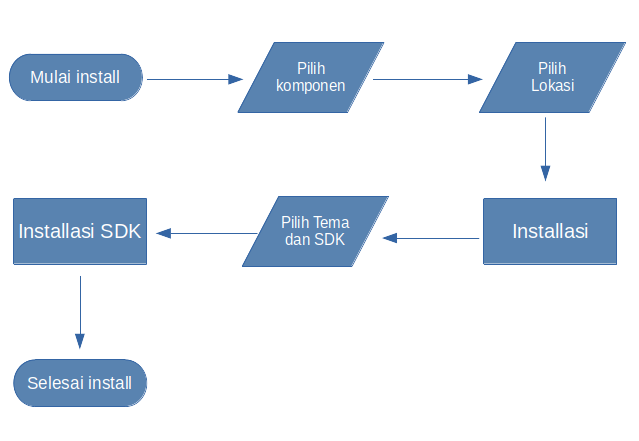 Mulai install
Pilih
komponen
Pilih
Lokasi
Installasi
Pilih Tema
dan SDK
Installasi SDK
Selesai install